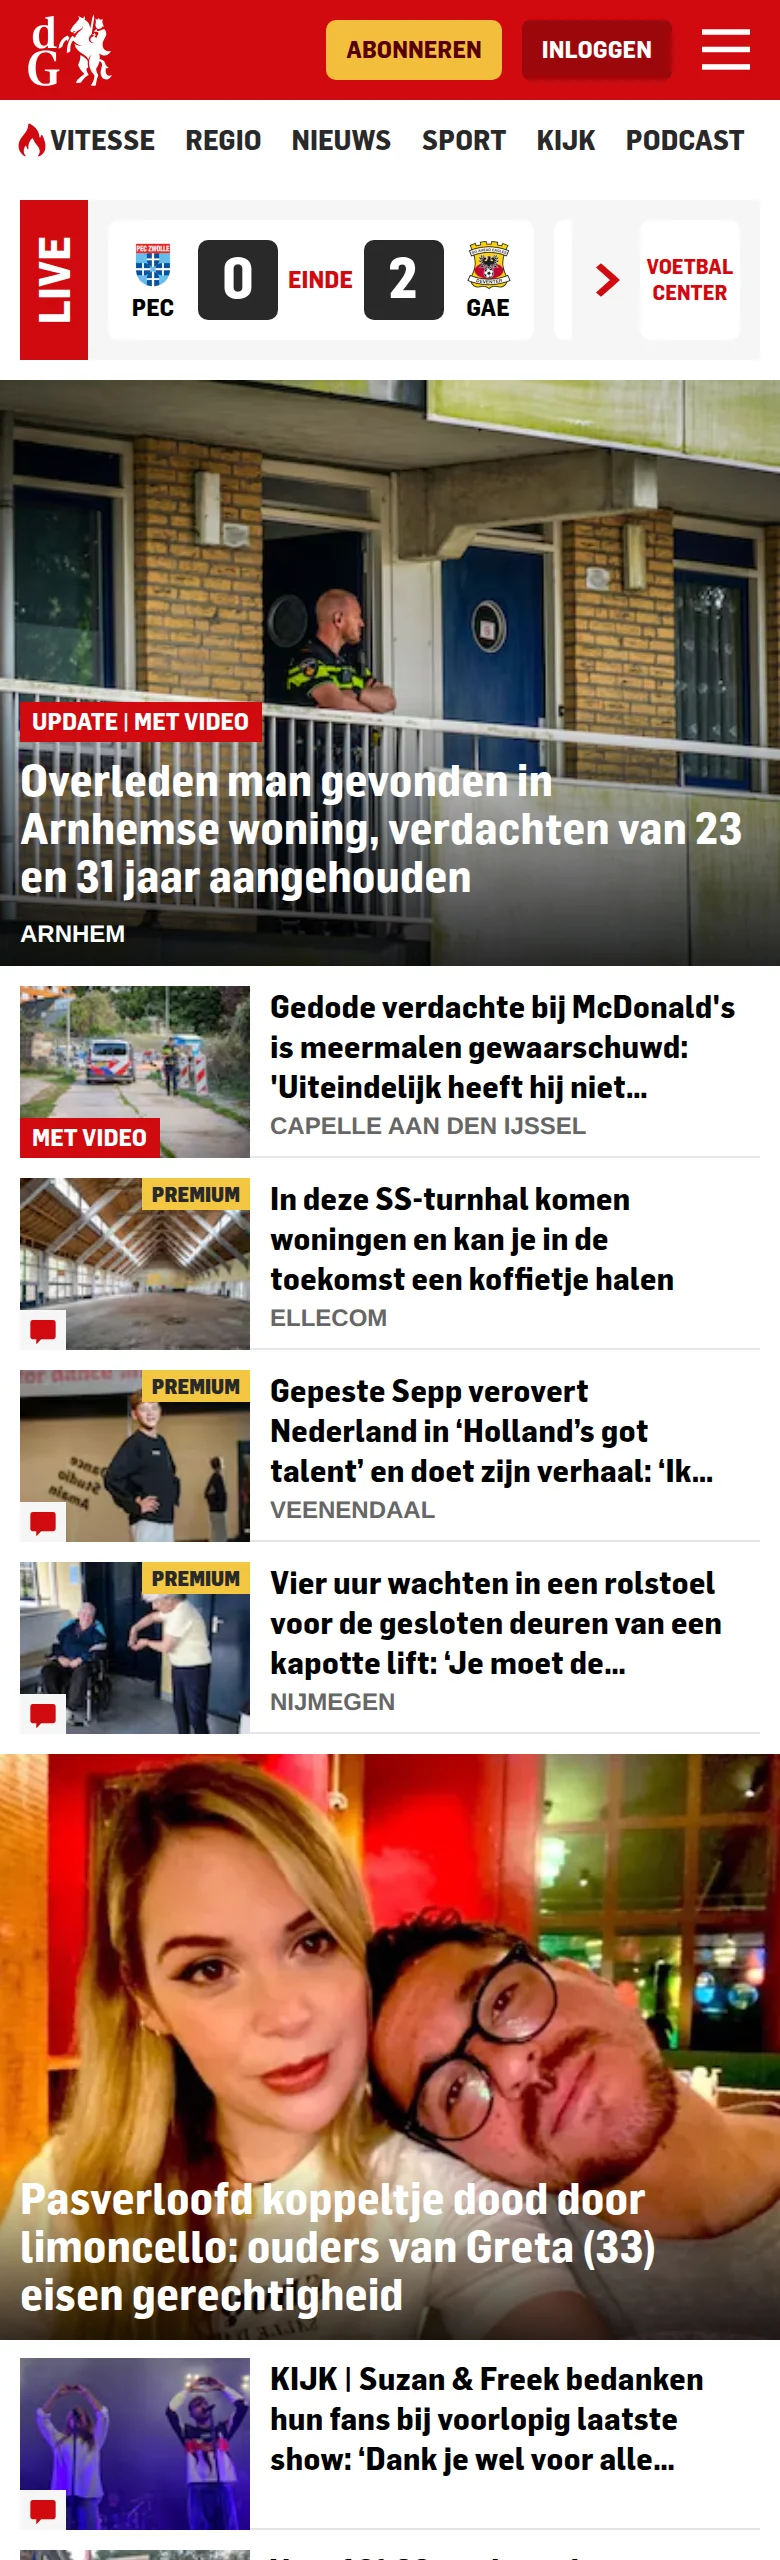 dG
ABONNEREN
INLOGGEN
VITESSE REGIO NIEUWS SPORT KIJK PODCAST
LIVE
PEC ZWOLLE
PEC
0
EINDE
2
GAE
VOETBAL
CENTER
UPDATE | MET VIDEO
Overleden man gevonden in
Arnhemse woning, verdachten van 23
en 31 jaar aangehouden
ARNHEM
MET VIDEO
Gedode verdachte bij McDonald's
is meermalen gewaarschuwd:
'Uiteindelijk heeft hij niet...
CAPELLE AAN DEN IJSSEL
PREMIUM
In deze SS-turnhal komen
woningen en kan je in de
toekomst een koffietje halen
ELLECOM
PREMIUM
Gepeste Sepp verovert
Nederland in ‘Holland’s got
talent’ en doet zijn verhaal: ‘Ik...
VEENENDAAL
PREMIUM
Vier uur wachten in een rolstoel
voor de gesloten deuren van een
kapotte lift: ‘Je moet de...
NIJMEGEN
Pasverloofd koppeltje dood door
limoncello: ouders van Greta (33)
eisen gerechtigheid
KIJK | Suzan & Freek bedanken
hun fans bij voorlopig laatste
show: ‘Dank je wel voor alle...